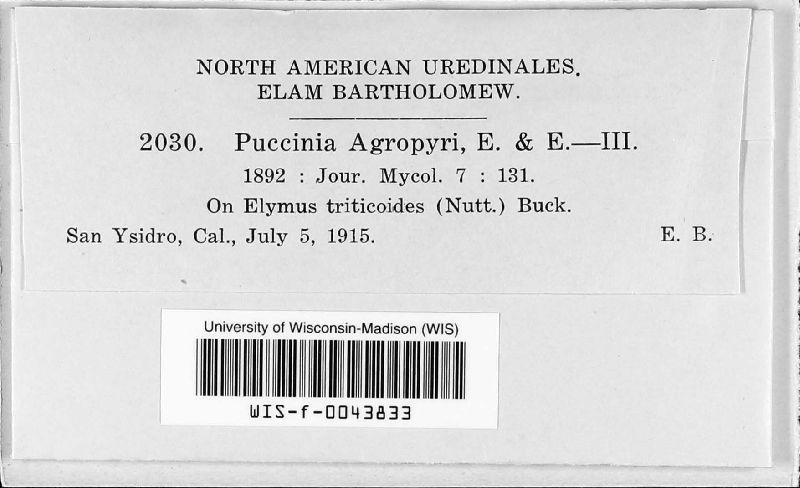 NORTH AMERICAN UREDINALES.
ELAM BARTHOLOMEW.
2030. Puccinia Agropyri, E. & E.—III.
1892 : Jour. Mycol. 7 : 131.
On Elymus triticoides (Nutt.) Buck.
San Ysidro, Cal., July 5, 1915. E. B.
University of Wisconsin-Madison (WIS)
WIS-f-0043833